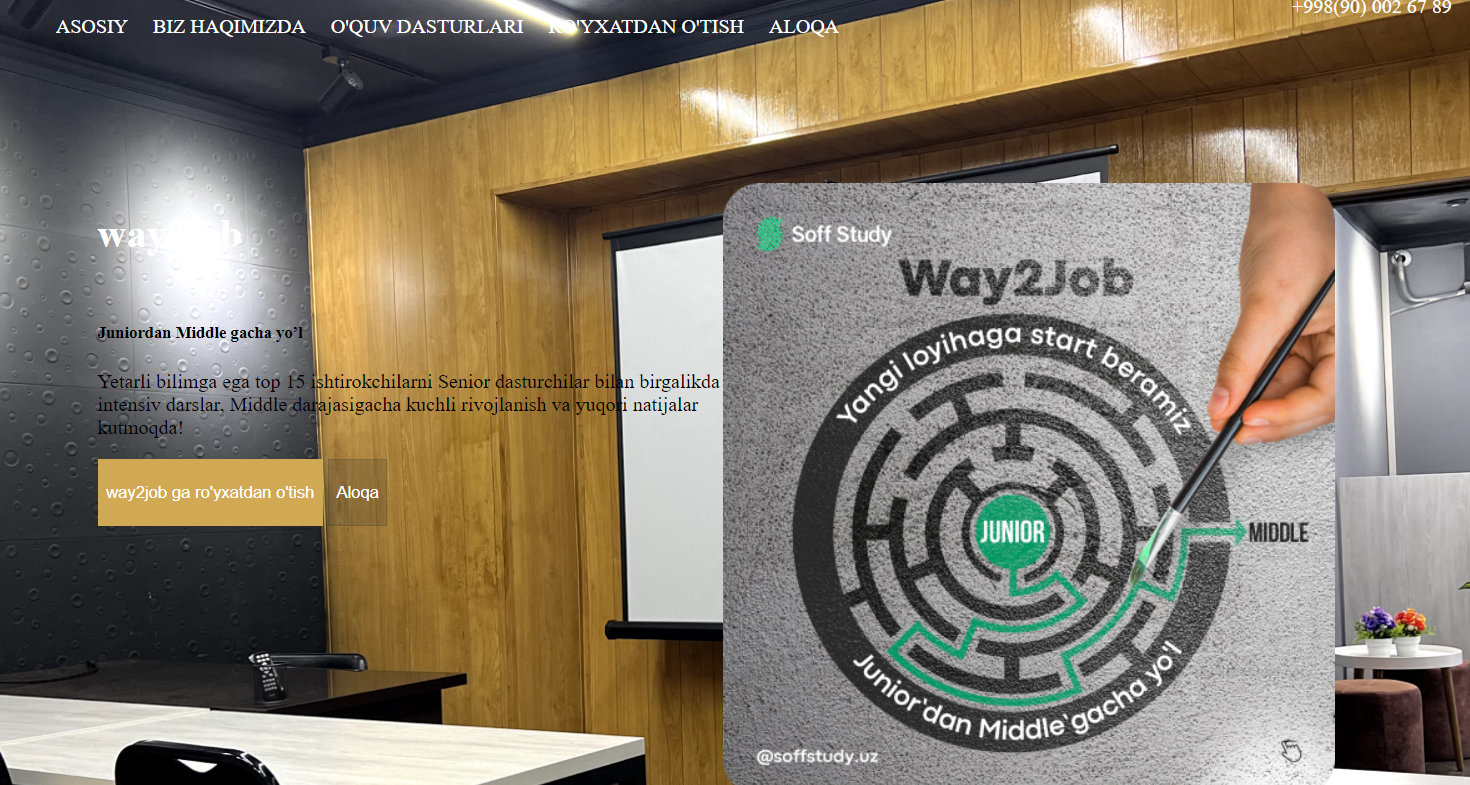 +998(90) 002 67 89
ASOSIY BIZ HAQIMIZDA O'QUV DASTURLARI RO'YXATDAN O'TISH ALOQA
way2job
Juniordan Middle gacha yo’l
Yetarli bilimga ega top 15 ishtirokchilarni Senior dasturchilar bilan birgalikda
intensiv darslar, Middle darajasigacha kuchli rivojlanish va yuqori natijalar
kutmoqda!
way2job ga ro'yxatdan o'tish Aloqa
Soff Study
Way2Job
Yangi loyihaga start beramiz
JUNIOR
MIDDLE
Junior`dan Middle`gacha yo'l
@soffstudy.uz